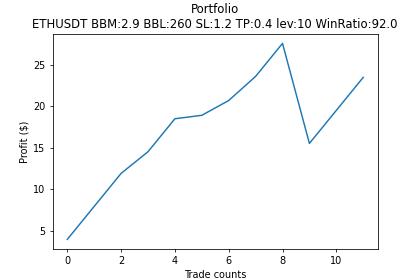 Portfolio
ETHUSDT BBM:2.9 BBL:260 SL:1.2 TP:0.4 lev:10 WinRatio:92.0
25
20
15
10
5
Profit ($)
0 2 4 6 8 10
Trade counts